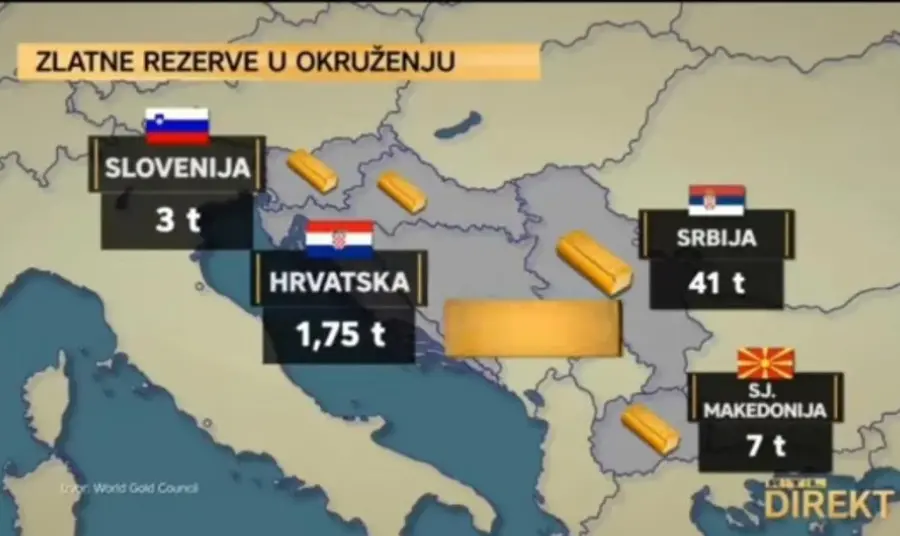 ZLATNE REZERVE U OKRUŽENJU
SLOVENIJA
3 t
HRVATSKA
1,75 t
SRBIJA
41 t
SJ.
MAKEDONIJA
7 t
Izvor: World Gold Council
RTL
DIREKT